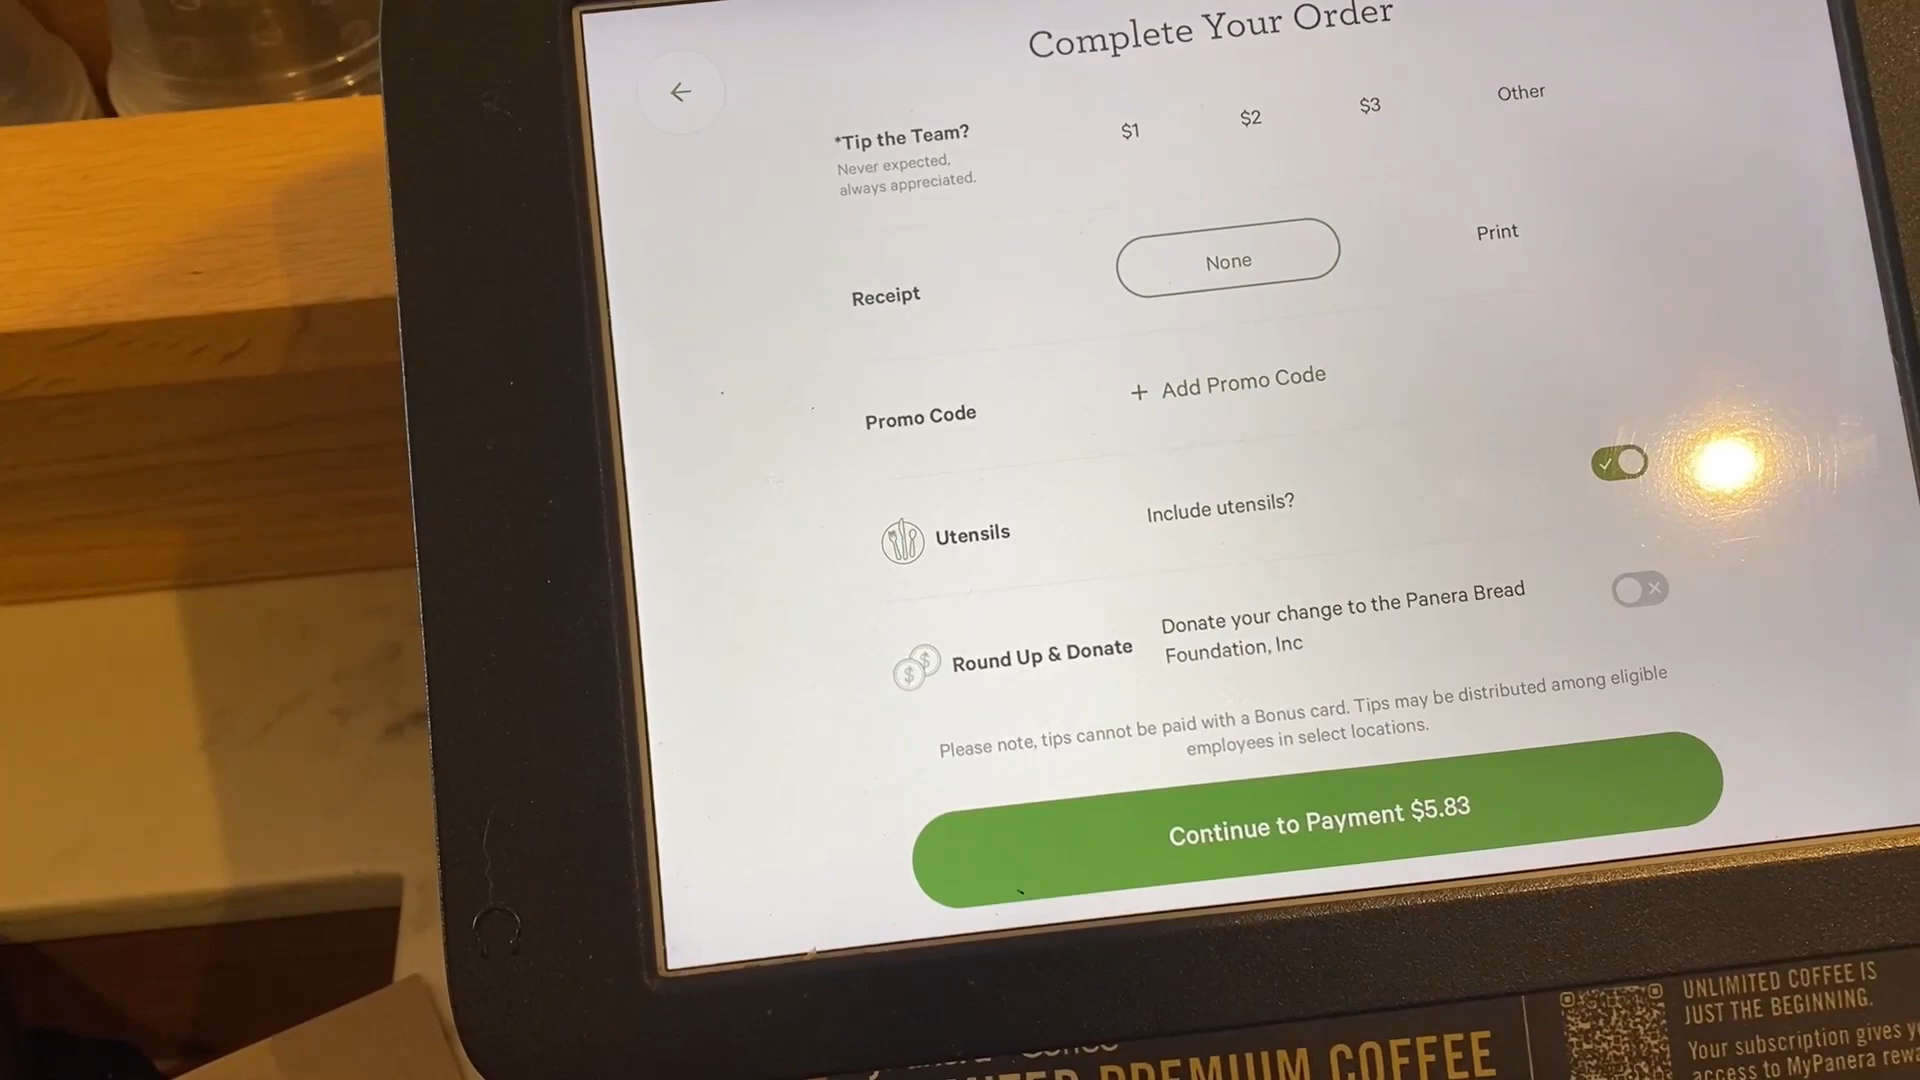 Complete Your Order
*Tip the Team?
Never expected,
always appreciated.
$1
$2
$3
Other
Receipt
None
Print
Promo Code
+ Add Promo Code
Utensils
Include utensils?
Round Up & Donate
Donate your change to the Panera Bread
Foundation, Inc
Please note, tips cannot be paid with a Bonus card. Tips may be distributed among eligible
employees in select locations.
Continue to Payment $5.83
PREMIUM COFFEE
UNLIMITED COFFEE IS
JUST THE BEGINNING.
Your subscription gives
access to MyPanera